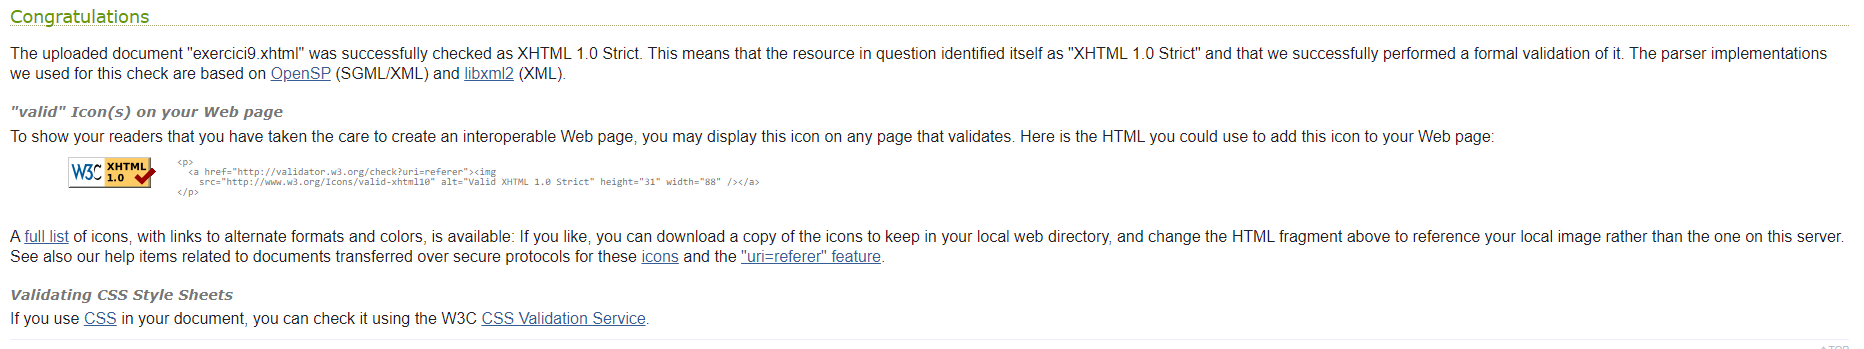 Congratulations
The uploaded document "exercici9.xhtml" was successfully checked as XHTML 1.0 Strict. This means that the resource in question identified itself as "XHTML 1.0 Strict" and that we successfully performed a formal validation of it. The parser implementations
we used for this check are based on OpenSP (SGML/XML) and libxml2 (XML).
"valid" Icon(s) on your Web page
To show your readers that you have taken the care to create an interoperable Web page, you may display this icon on any page that validates. Here is the HTML you could use to add this icon to your Web page:
W3C XHTML 1.0
<p>
<a href="http://validator.w3.org/check?uri=referer"><img
src="http://www.w3.org/Icons/valid-xhtml10" alt="Valid XHTML 1.0 Strict" height="31" width="88" /></a>
</p>
A full list of icons, with links to alternate formats and colors, is available: If you like, you can download a copy of the icons to keep in your local web directory, and change the HTML fragment above to reference your local image rather than the one on this server.
See also our help items related to documents transferred over secure protocols for these icons and the "uri=referer" feature.
Validating CSS Style Sheets
If you use CSS in your document, you can check it using the W3C CSS Validation Service.